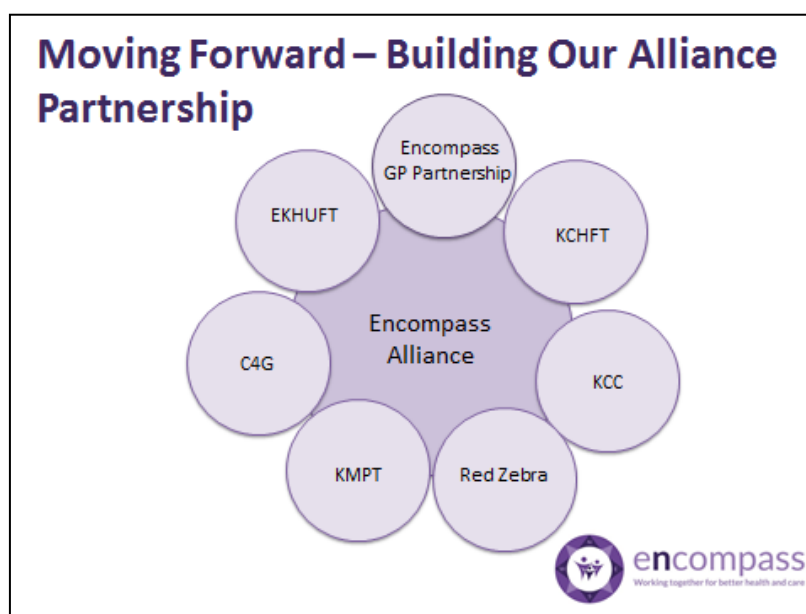 Moving Forward – Building Our Alliance
Partnership
Encompass
GP Partnership
EKHUFT
KCHFT
Encompass
Alliance
C4G
KCC
KMPT
Red Zebra
encompass
Working together for better health and care